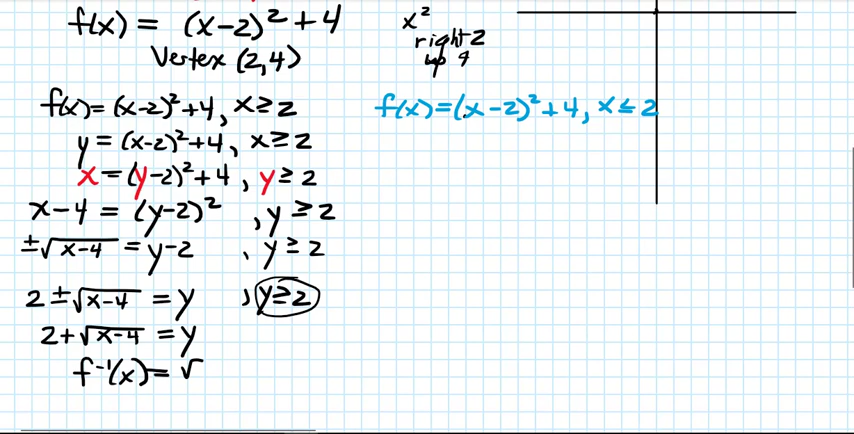 f(x) = (x-2)² + 4
Vertex (2,4)
x²
right 2
up 4
f(x) = (x-2)² + 4, x ≥ 2
y = (x-2)² + 4, x ≥ 2
x = (y-2)² + 4, y ≥ 2
x - 4 = (y-2)², y ≥ 2
±√x-4 = y-2, y ≥ 2
2 ± √x-4 = y, y ≥ 2
2 + √x-4 = y
f⁻¹(x) = √
f(x) = (x-2)² + 4, x ≤ 2